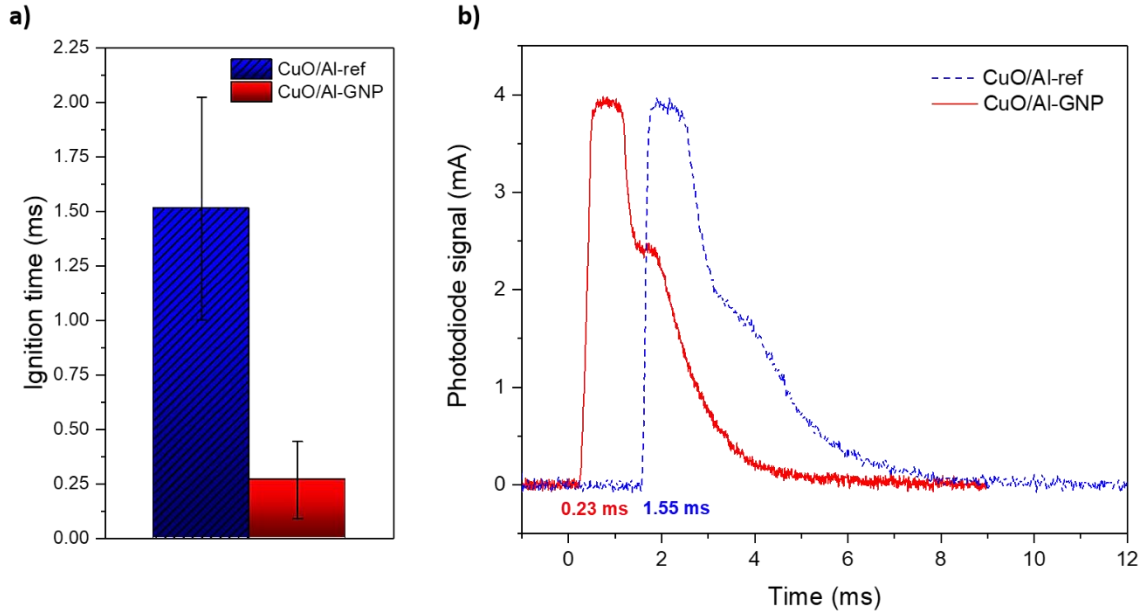 a)
Ignition time (ms)
2.25
2.00
1.75
1.50
1.25
1.00
0.75
0.50
0.25
0.00
CuO/Al-ref
CuO/Al-GNP
b)
Photodiode signal (mA)
4
3
2
1
0
CuO/Al-ref
CuO/Al-GNP
0.23 ms
1.55 ms
0 2 4 6 8 10 12
Time (ms)